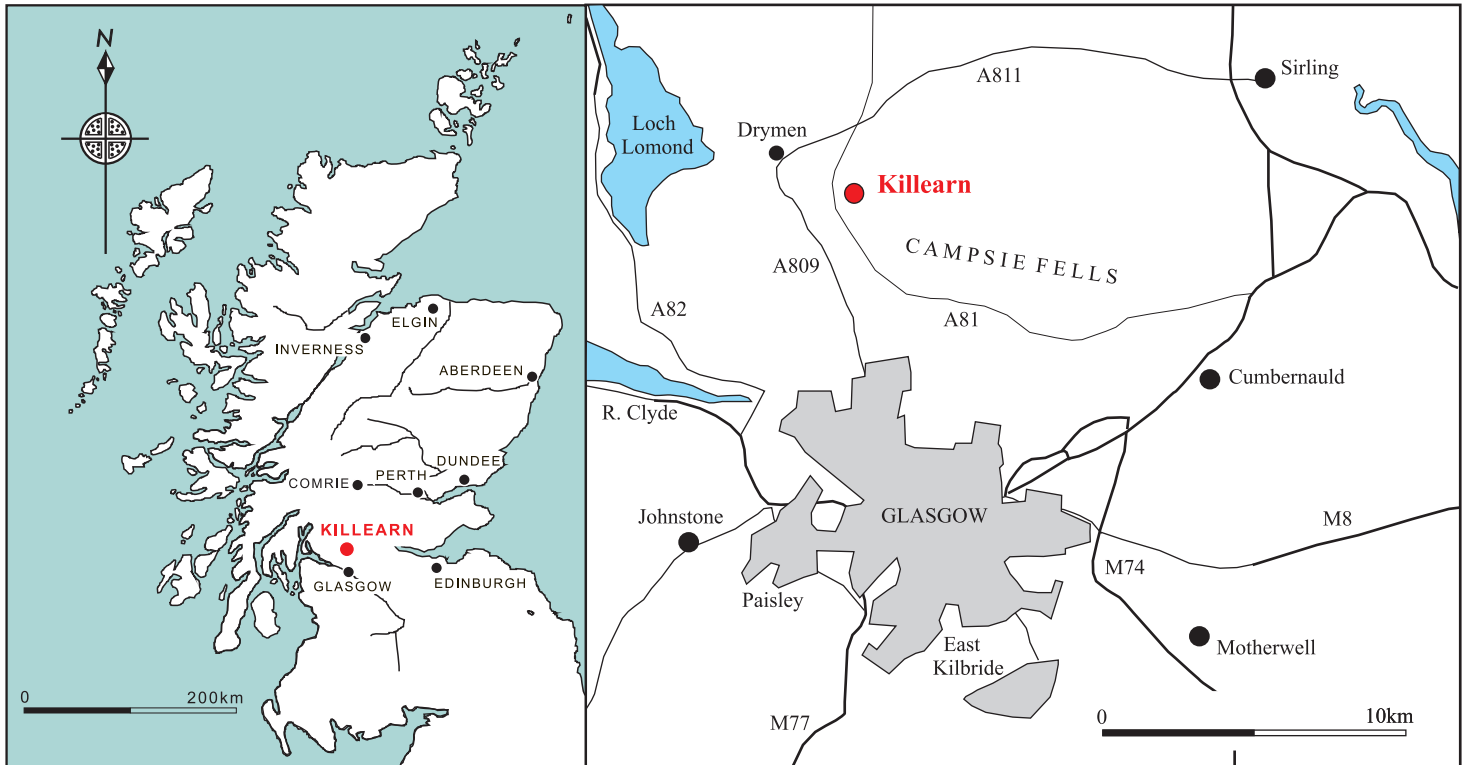 N
ELGIN
INVERNESS
ABERDEEN
DUNDEE
COMRIE
PERTH
KILLEARN
GLASGOW
EDINBURGH
0
200km
Sirling
A811
Loch
Lomond
Drymen
Killearn
CAMPSIE FELLS
A809
A82
A81
Cumbernauld
R. Clyde
Johnstone
GLASGOW
M8
M74
Paisley
East
Kilbride
Motherwell
M77
0
10km